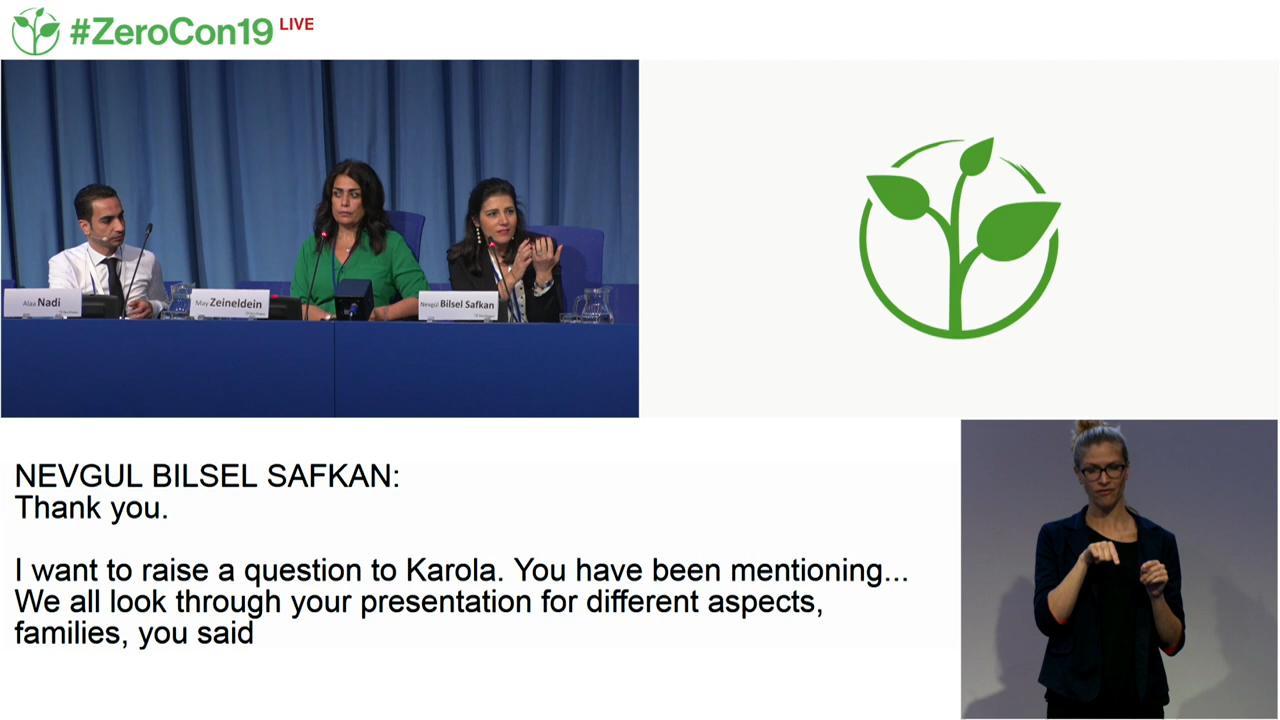 #ZeroCon19 LIVE
Alaa Nadi
May Zeineldein
Nevgül Bilsel Safkan
NEVGUL BILSEL SAFKAN:
Thank you.
I want to raise a question to Karola. You have been mentioning...
We all look through your presentation for different aspects,
families, you said